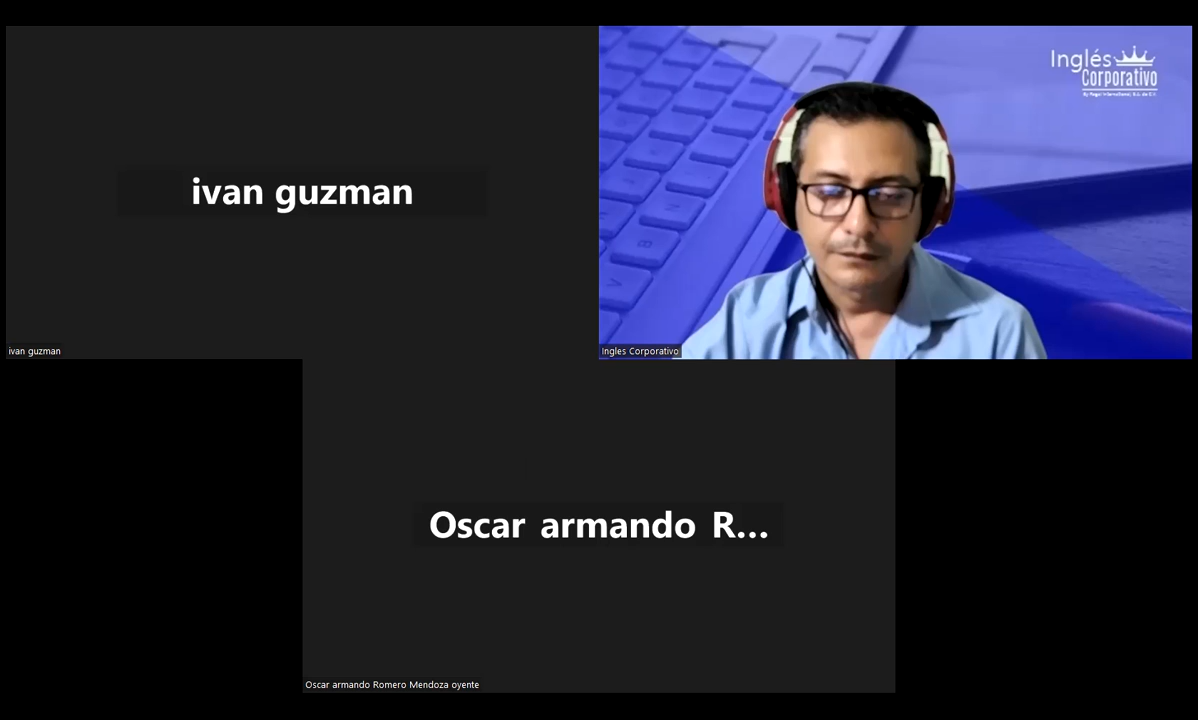 ivan guzman
ivan guzman
Inglés
Corporativo
Ingles Corporativo
Oscar armando R...
Oscar armando Romero Mendoza oyente